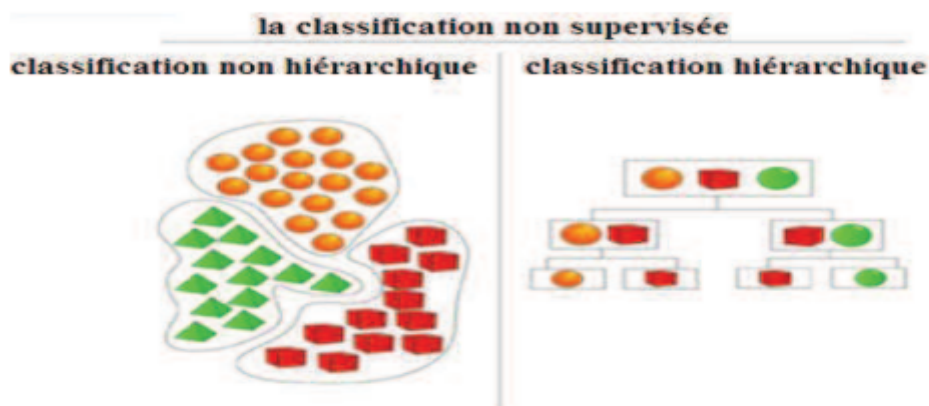 la classification non supervisée
classification non hiérarchique
classification hiérarchique